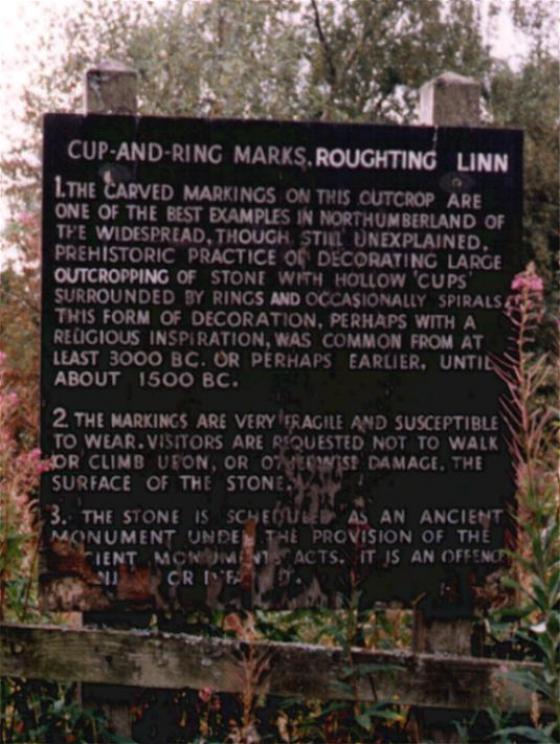 CUP-AND-RING MARKS, ROUGHTING LINN
1. THE CARVED MARKINGS ON THIS OUTCROP ARE
ONE OF THE BEST EXAMPLES IN NORTHUMBERLAND OF
THE WIDESPREAD, THOUGH STILL UNEXPLAINED,
PREHISTORIC PRACTICE OF DECORATING LARGE
OUTCROPPING OF STONE WITH HOLLOW 'CUPS'
SURROUNDED BY RINGS AND OCCASIONALLY SPIRALS.
THIS FORM OF DECORATION, PERHAPS WITH A
RELIGIOUS INSPIRATION, WAS COMMON FROM AT
LEAST 3000 BC. OR PERHAPS EARLIER, UNTIL
ABOUT 1500 BC.
2. THE MARKINGS ARE VERY FRAGILE AND SUSCEPTIBLE
TO WEAR. VISITORS ARE REQUESTED NOT TO WALK
OR CLIMB UPON, OR OTHERWISE DAMAGE, THE
SURFACE OF THE STONE.
3. THE STONE IS SCHEDULED AS AN ANCIENT
MONUMENT UNDER THE PROVISION OF THE
ANCIENT MONUMENTS ACTS. IT IS AN OFFENCE
OR